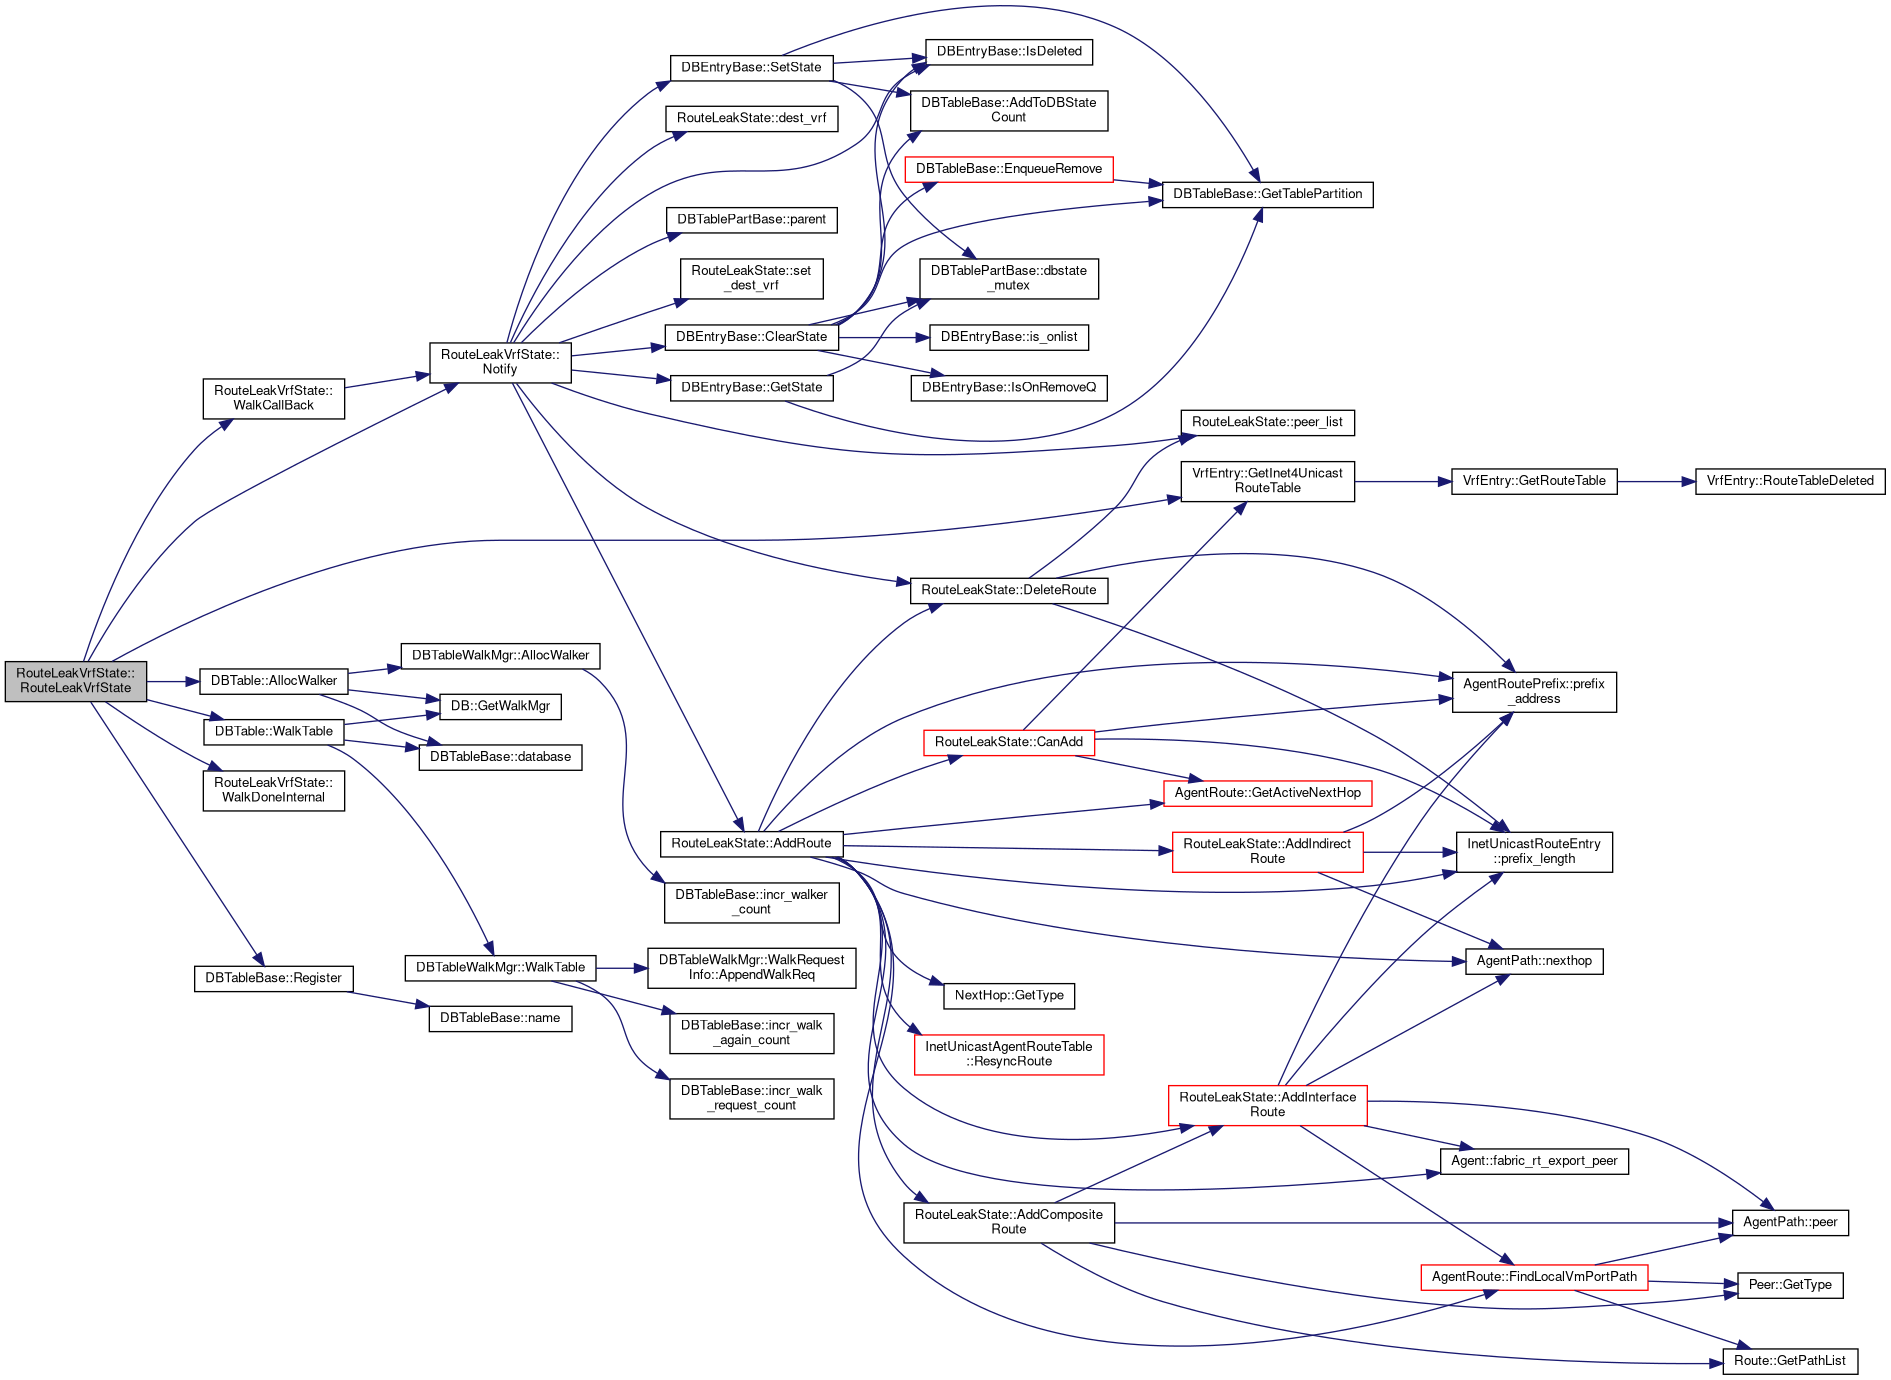 DBEntryBase::IsDeleted
DBEntryBase::SetState
DBTableBase::AddToDBState
Count
RouteLeakState::dest_vrf
DBTableBase::EnqueueRemove
DBTableBase::GetTablePartition
DBTablePartBase::parent
RouteLeakState::set
_dest_vrf
DBTablePartBase::dbstate
_mutex
DBEntryBase::ClearState
DBEntryBase::is_onlist
RouteLeakVrfState::
Notify
DBEntryBase::GetState
DBEntryBase::IsOnRemoveQ
RouteLeakVrfState::
WalkCallBack
RouteLeakState::peer_list
VrfEntry::GetInet4Unicast
RouteTable
VrfEntry::GetRouteTable
VrfEntry::RouteTableDeleted
RouteLeakState::DeleteRoute
RouteLeakVrfState::
RouteLeakVrfState
DBTable::AllocWalker
DBTableWalkMgr::AllocWalker
DB::GetWalkMgr
DBTable::WalkTable
DBTableBase::database
RouteLeakVrfState::
WalkDoneInternal
AgentRoutePrefix::prefix
_address
RouteLeakState::CanAdd
AgentRoute::GetActiveNextHop
RouteLeakState::AddRoute
RouteLeakState::AddIndirect
Route
InetUnicastRouteEntry
::prefix_length
DBTableBase::incr_walker
_count
DBTableBase::Register
DBTableWalkMgr::WalkTable
DBTableWalkMgr::WalkRequest
Info::AppendWalkReq
AgentPath::nexthop
NextHop::GetType
DBTableBase::name
DBTableBase::incr_walk
_again_count
InetUnicastAgentRouteTable
::ResyncRoute
DBTableBase::incr_walk
_request_count
RouteLeakState::AddInterface
Route
Agent::fabric_rt_export_peer
RouteLeakState::AddComposite
Route
AgentPath::peer
AgentRoute::FindLocalVmPortPath
Peer::GetType
Route::GetPathList